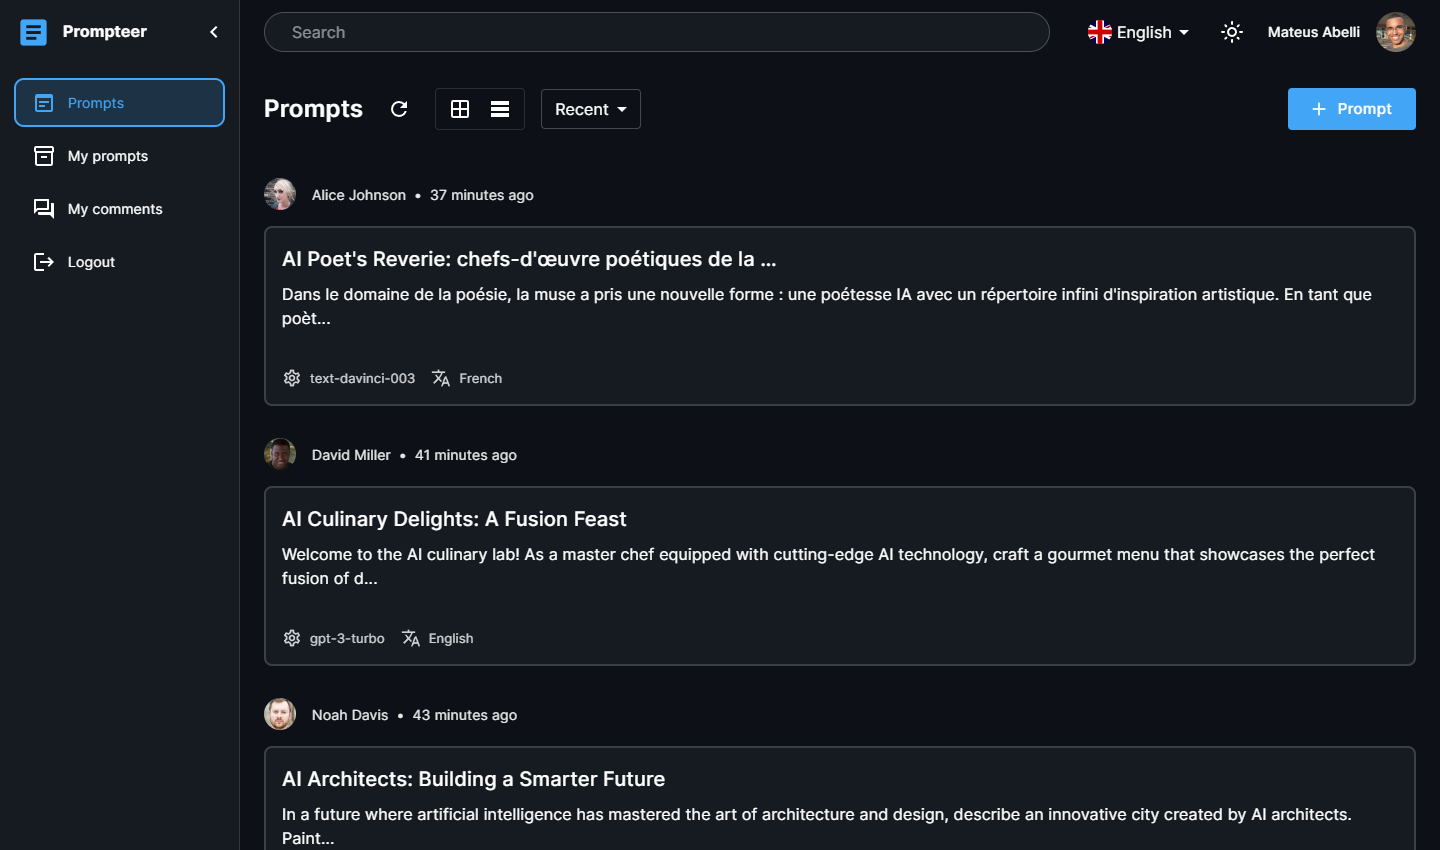 Prompteer
Search
English
Mateus Abelli
Prompts
My prompts
My comments
Logout
Prompts
Recent
Prompt
Alice Johnson • 37 minutes ago
AI Poet's Reverie: chefs-d'œuvre poétiques de la ...
Dans le domaine de la poésie, la muse a pris une nouvelle forme : une poétesse IA avec un répertoire infini d'inspiration artistique. En tant que
poèt...
text-davinci-003 French
David Miller • 41 minutes ago
AI Culinary Delights: A Fusion Feast
Welcome to the AI culinary lab! As a master chef equipped with cutting-edge AI technology, craft a gourmet menu that showcases the perfect
fusion of d...
gpt-3-turbo English
Noah Davis • 43 minutes ago
AI Architects: Building a Smarter Future
In a future where artificial intelligence has mastered the art of architecture and design, describe an innovative city created by AI architects.
Paint...